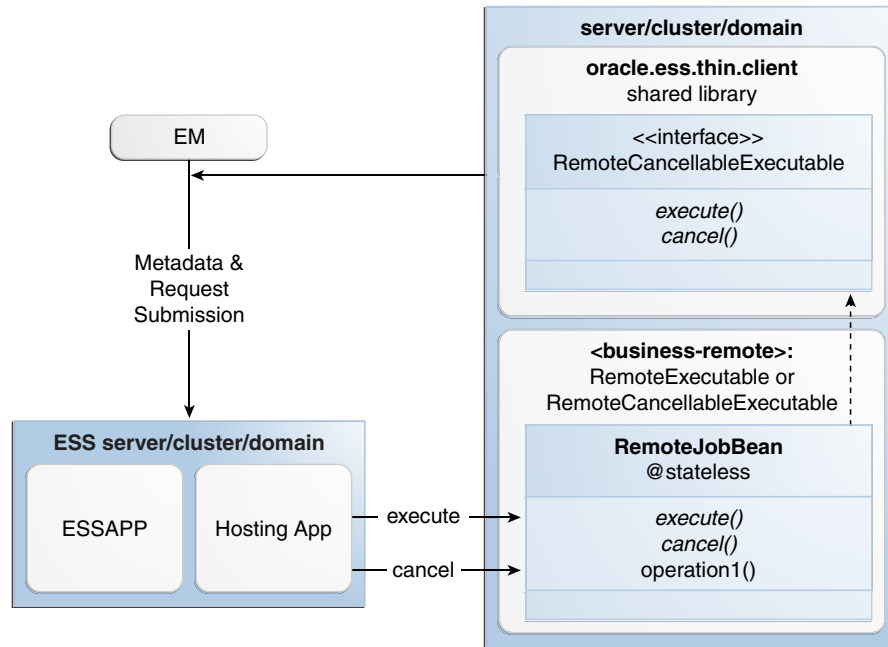 server/cluster/domain
oracle.ess.thin.client
shared library
<<interface>>
RemoteCancellableExecutable
execute()
cancel()
EM
Metadata &
Request
Submission
<business-remote>:
RemoteExecutable or
RemoteCancellableExecutable
RemoteJobBean
@stateless
execute()
cancel()
operation1()
ESS server/cluster/domain
ESSAPP
Hosting App
execute
cancel